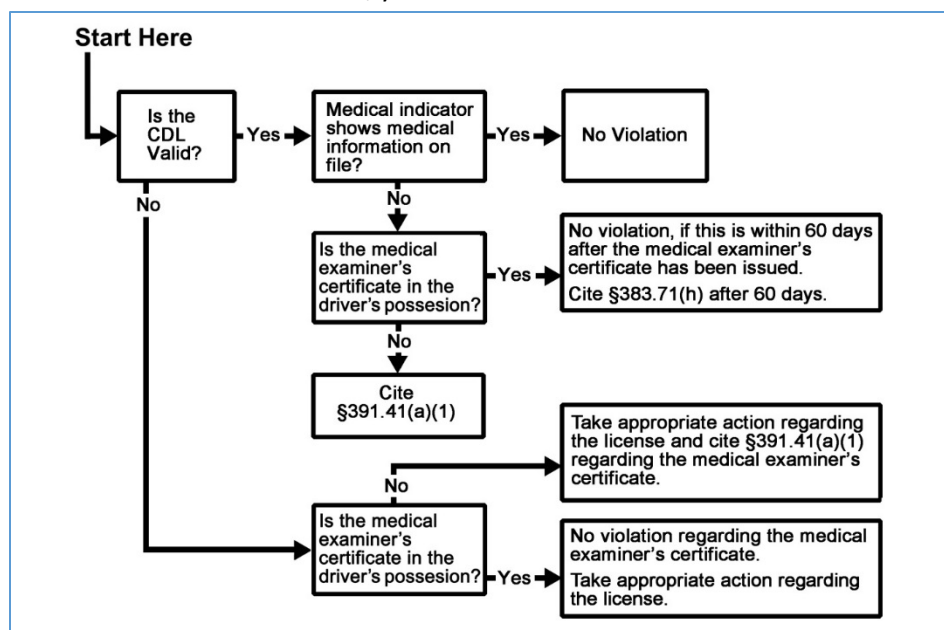 Start Here
Is the
CDL
Valid?
Yes
Medical indicator
shows medical
information on
file?
Yes
No Violation
No
No
Is the medical
examiner's
certificate in the
driver's possesion?
Yes
No violation, if this is within 60 days
after the medical examiner's
certificate has been issued.
Cite §383.71(h) after 60 days.
No
Cite
§391.41(a)(1)
Take appropriate action regarding
the license and cite §391.41(a)(1)
regarding the medical examiner's
certificate.
No
Is the medical
examiner's
certificate in the
driver's possesion?
Yes
No violation regarding the medical
examiner's certificate.
Take appropriate action regarding
the license.